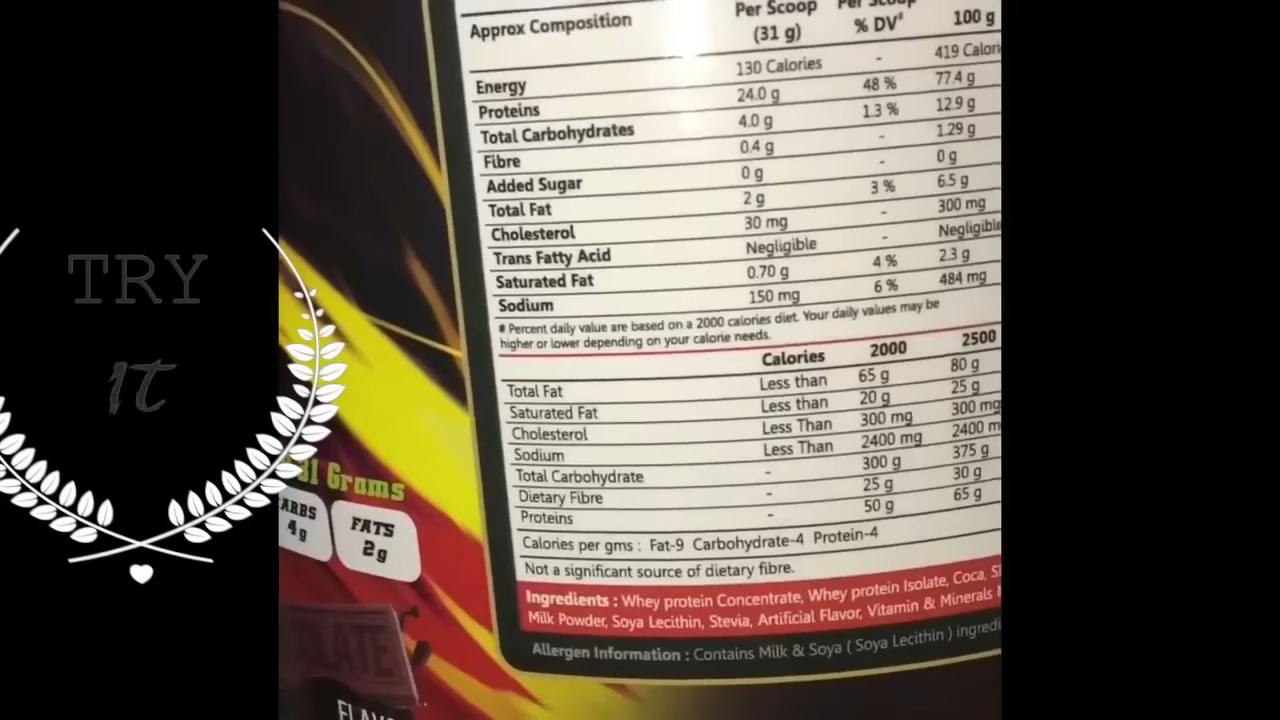 TRY
IT
Approx Composition Per Scoop (31 g) Per Scoop % DV# 100 g
Energy 130 Calories - 419
Proteins 24.0 g 48 % 77.4 g
Total Carbohydrates 4.0 g 1.3 % 12.9 g
Fibre 0.4 g - 1.29 g
Added Sugar 0 g - 0 g
Total Fat 2 g 3 % 6.5 g
Cholesterol 30 mg - 300 mg
Trans Fatty Acid Negligible - Negligible
Saturated Fat 0.70 g 4 % 2.3 g
Sodium 150 mg 6 % 484 mg
# Percent daily value are based on a 2000 calories diet. Your daily values may be
higher or lower depending on your calorie needs.
Calories 2000 2500
Total Fat Less than 65 g 80 g
Saturated Fat Less than 20 g 25 g
Cholesterol Less Than 300 mg 300 mg
Sodium Less Than 2400 mg 2400
Total Carbohydrate - 300 g 375 g
Dietary Fibre - 25 g 30 g
Proteins - 50 g 65 g
Calories per gms : Fat-9 Carbohydrate-4 Protein-4
Not a significant source of dietary fibre.
Ingredients : Whey protein Concentrate, Whey protein Isolate, Coca,
Milk Powder, Soya Lecithin, Stevia, Artificial Flavor, Vitamin & Minerals
Allergen Information : Contains Milk & Soya ( Soya Lecithin )
31 Grams
4g
FATS
2g